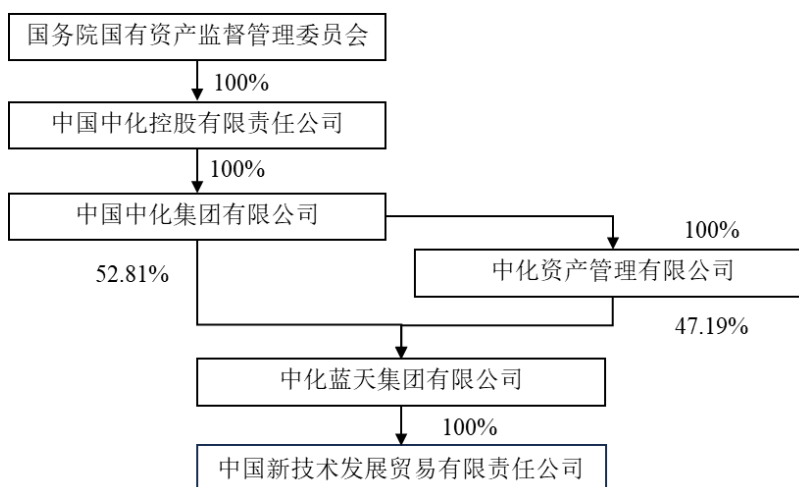 国务院国有资产监督管理委员会
100%
中国中化控股有限责任公司
100%
中国中化集团有限公司
100%
52.81%
中化资产管理有限公司
47.19%
中化蓝天集团有限公司
100%
中国新技术发展贸易有限责任公司